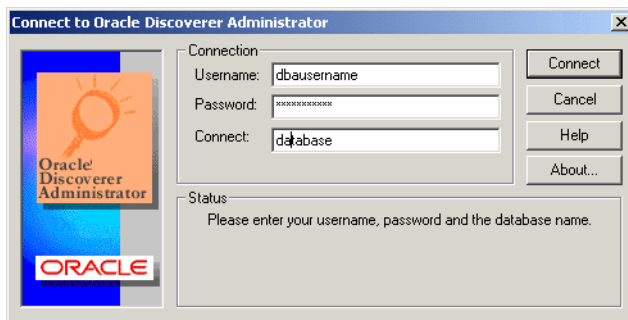 Connect to Oracle Discoverer Administrator
Connection
Username: dbausername
Password: ***********
Connect: database
Connect
Cancel
Help
About...
Oracle'
Discoverer
Administrator
ORACLE
Status
Please enter your username, password and the database name.